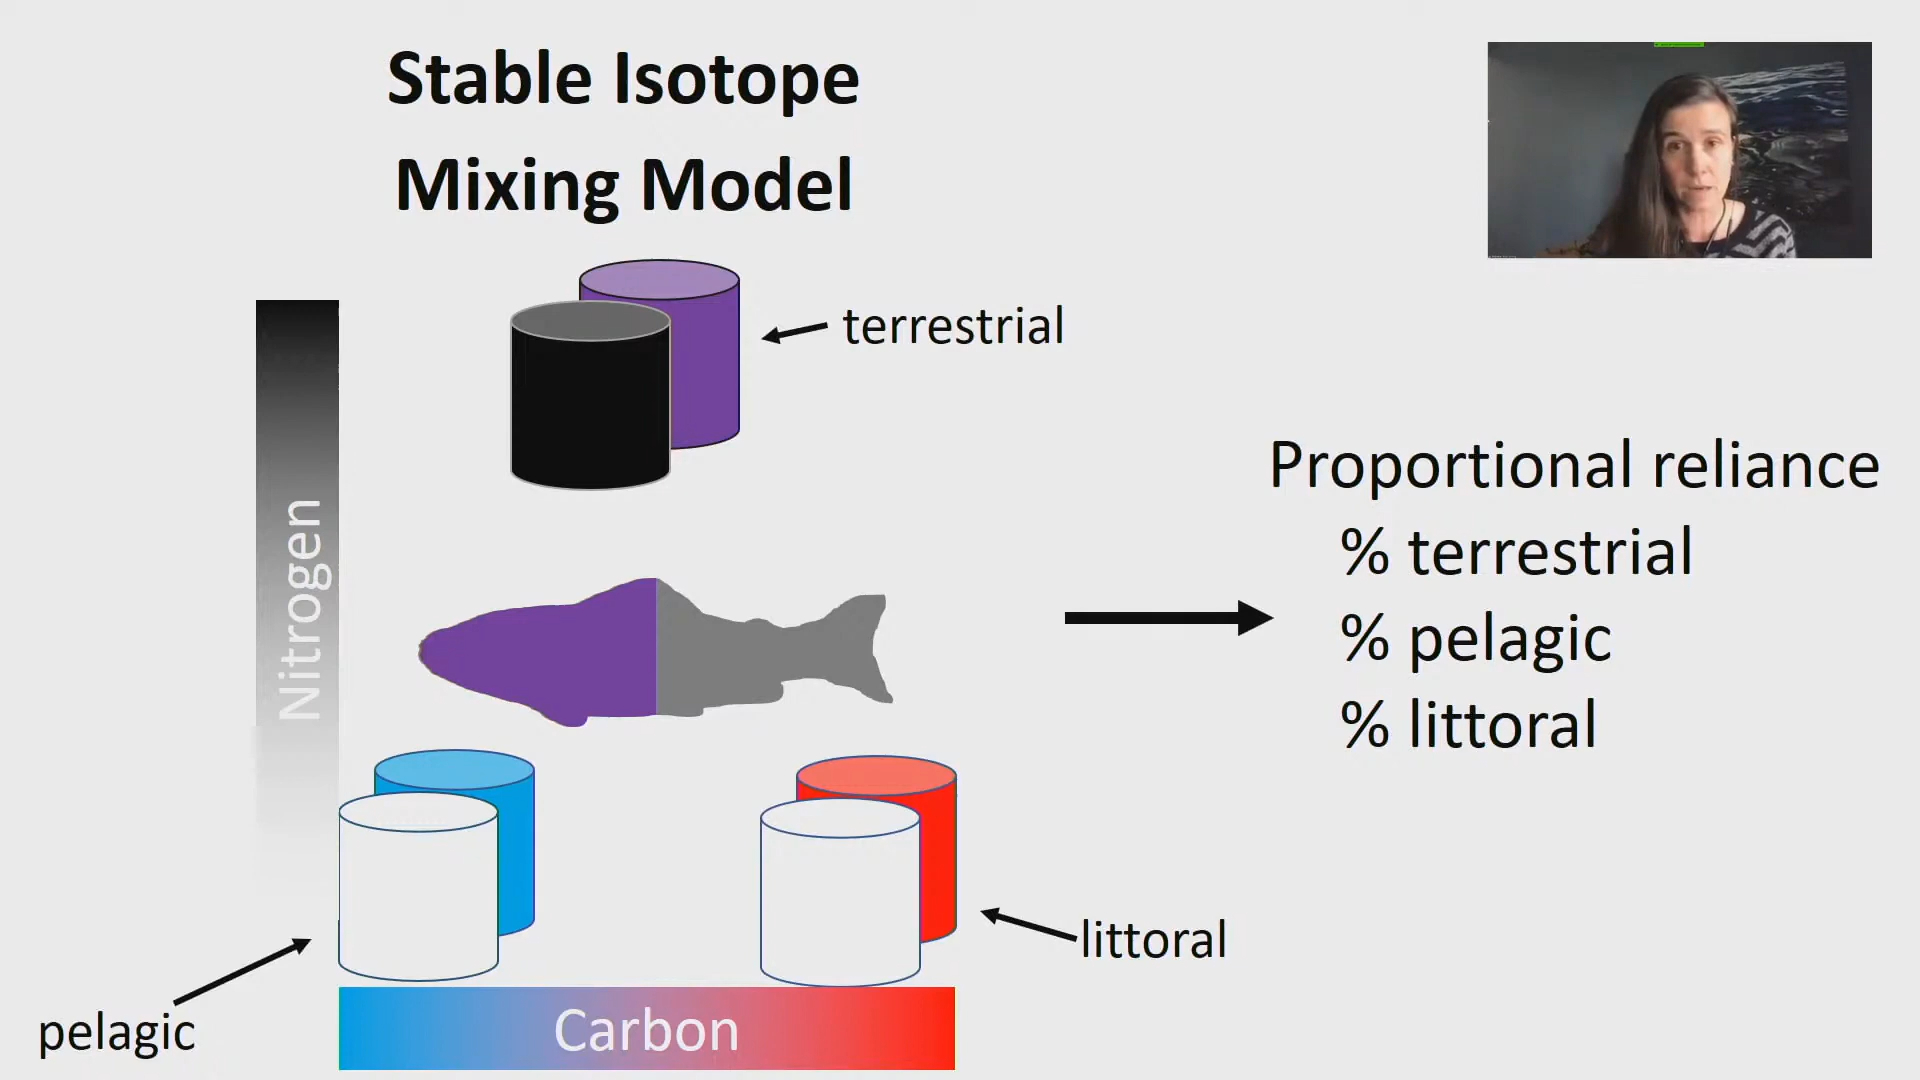 Stable Isotope
Mixing Model
terrestrial
Nitrogen
Proportional reliance
% terrestrial
% pelagic
% littoral
littoral
pelagic
Carbon